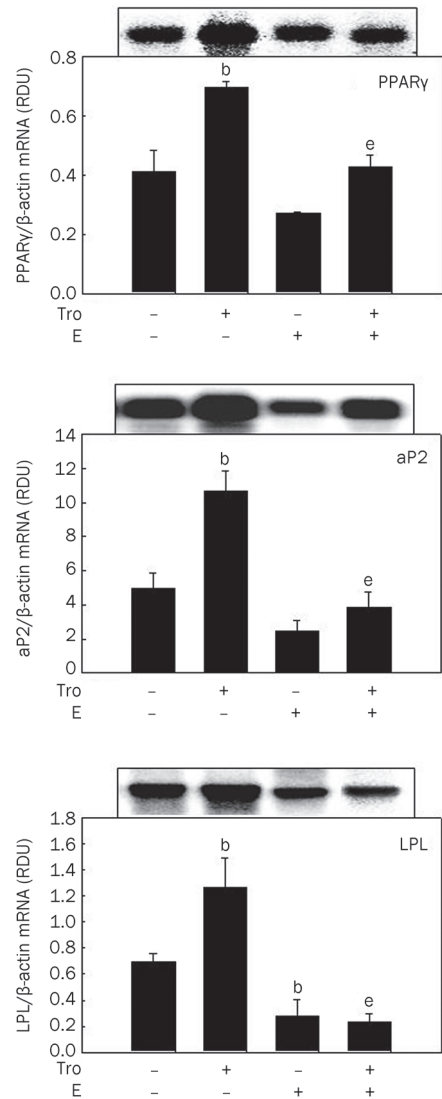 0.8
0.6
0.4
0.2
0.0
PPARγ/β-actin mRNA (RDU)
b
e
PPARγ
Tro – + – +
E – – + +
14
12
10
8
6
4
2
0
aP2/β-actin mRNA (RDU)
b
e
aP2
Tro – + – +
E – – + +
1.8
1.6
1.4
1.2
1.0
0.8
0.6
0.4
0.2
0.0
LPL/β-actin mRNA (RDU)
b
b
e
LPL
Tro – + – +
E – – + +